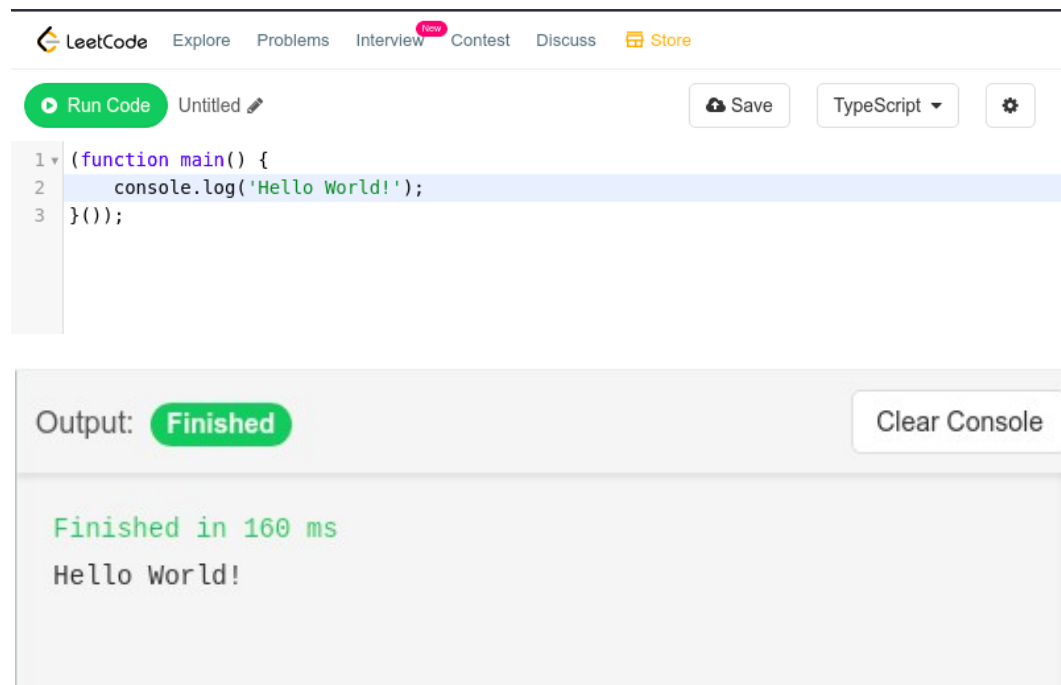 LeetCode Explore Problems Interview New Contest Discuss Store
Run Code Untitled Save TypeScript
1 (function main() {
2     console.log('Hello World!');
3 }());
Output: Finished Clear Console
Finished in 160 ms
Hello World!